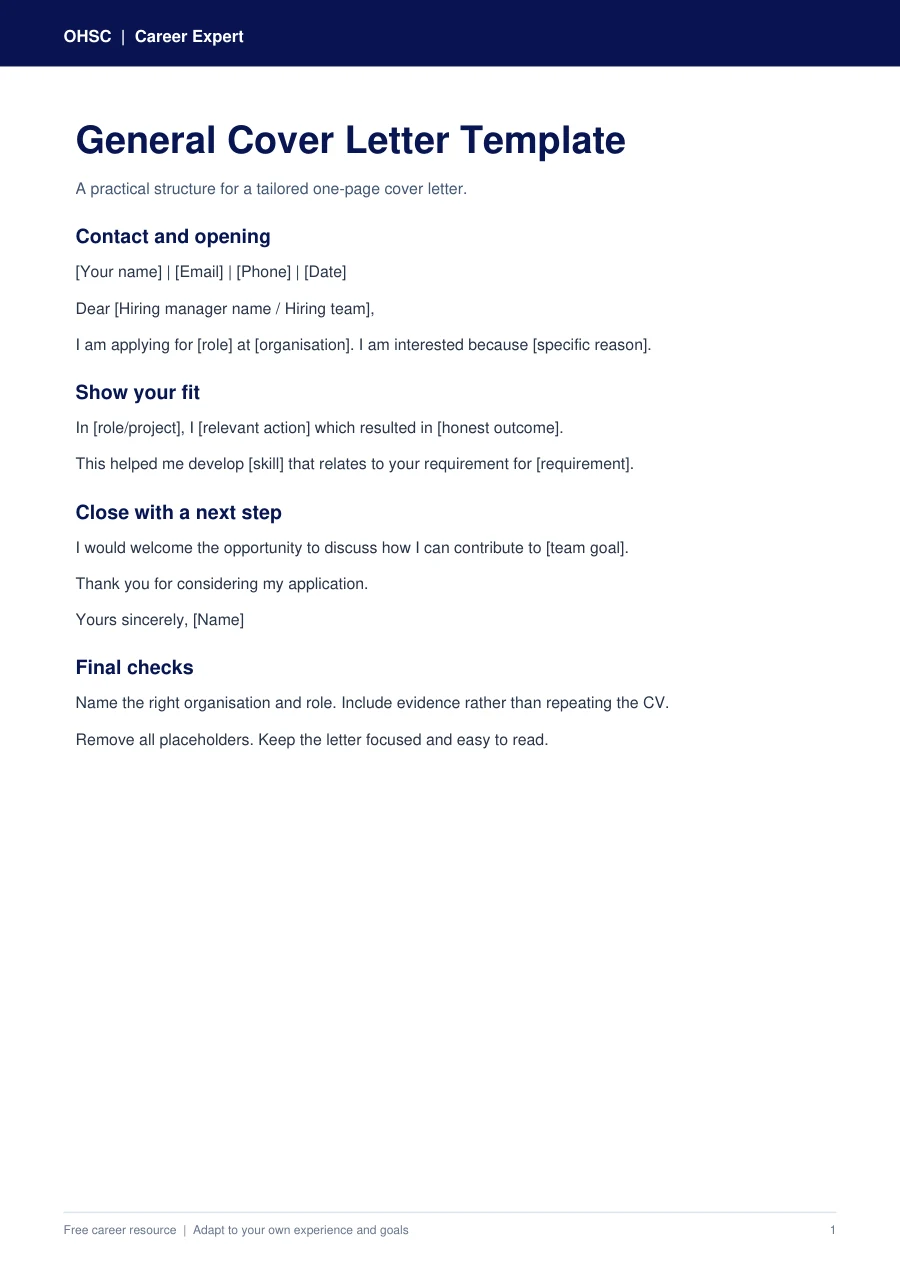 OHSC | Career Expert
General Cover Letter Template
A practical structure for a tailored one-page cover letter.
Contact and opening
[Your name] | [Email] | [Phone] | [Date]
Dear [Hiring manager name / Hiring team],
I am applying for [role] at [organisation]. I am interested because [specific reason].
Show your fit
In [role/project], I [relevant action] which resulted in [honest outcome].
This helped me develop [skill] that relates to your requirement for [requirement].
Close with a next step
I would welcome the opportunity to discuss how I can contribute to [team goal].
Thank you for considering my application.
Yours sincerely, [Name]
Final checks
Name the right organisation and role. Include evidence rather than repeating the CV.
Remove all placeholders. Keep the letter focused and easy to read.
Free career resource | Adapt to your own experience and goals 1